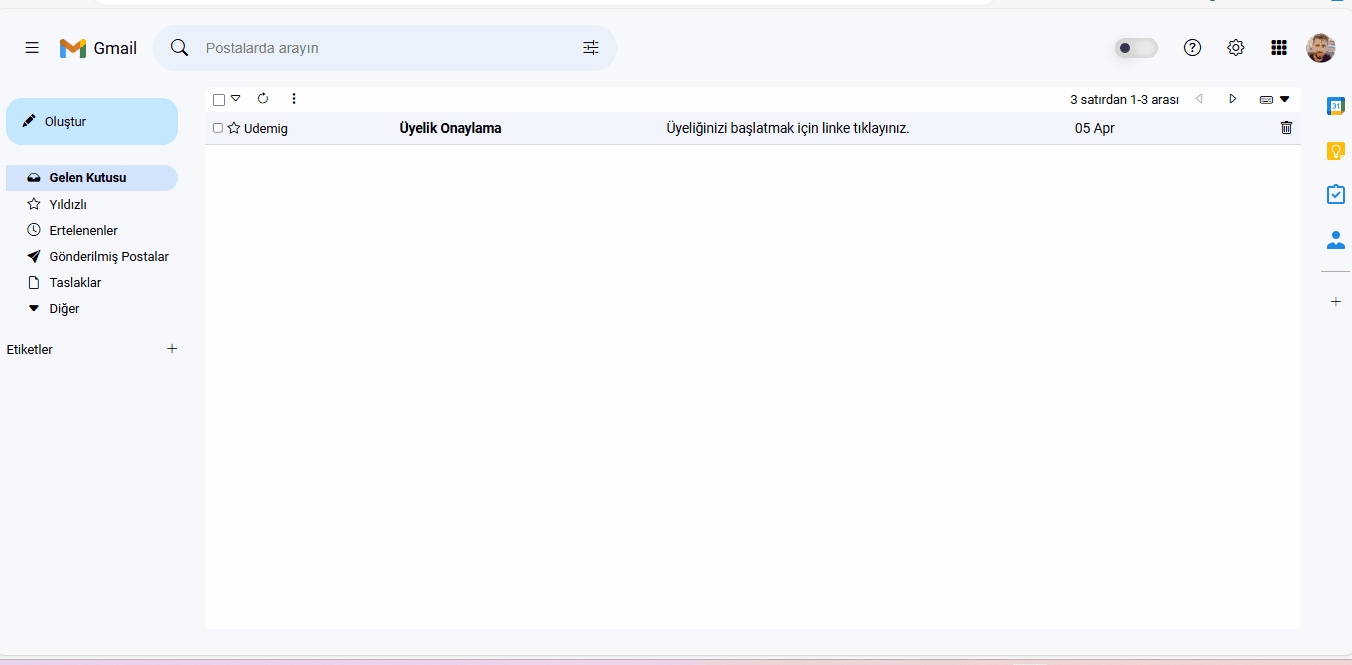 Gmail
Postalarda arayın
Oluştur
3 satırdan 1-3 arası
31
Udemig Üyelik Onaylama Üyeliğinizi başlatmak için linke tıklayınız. 05 Apr
Gelen Kutusu
Yıldızlı
Ertelenenler
Gönderilmiş Postalar
Taslaklar
Diğer
Etiketler